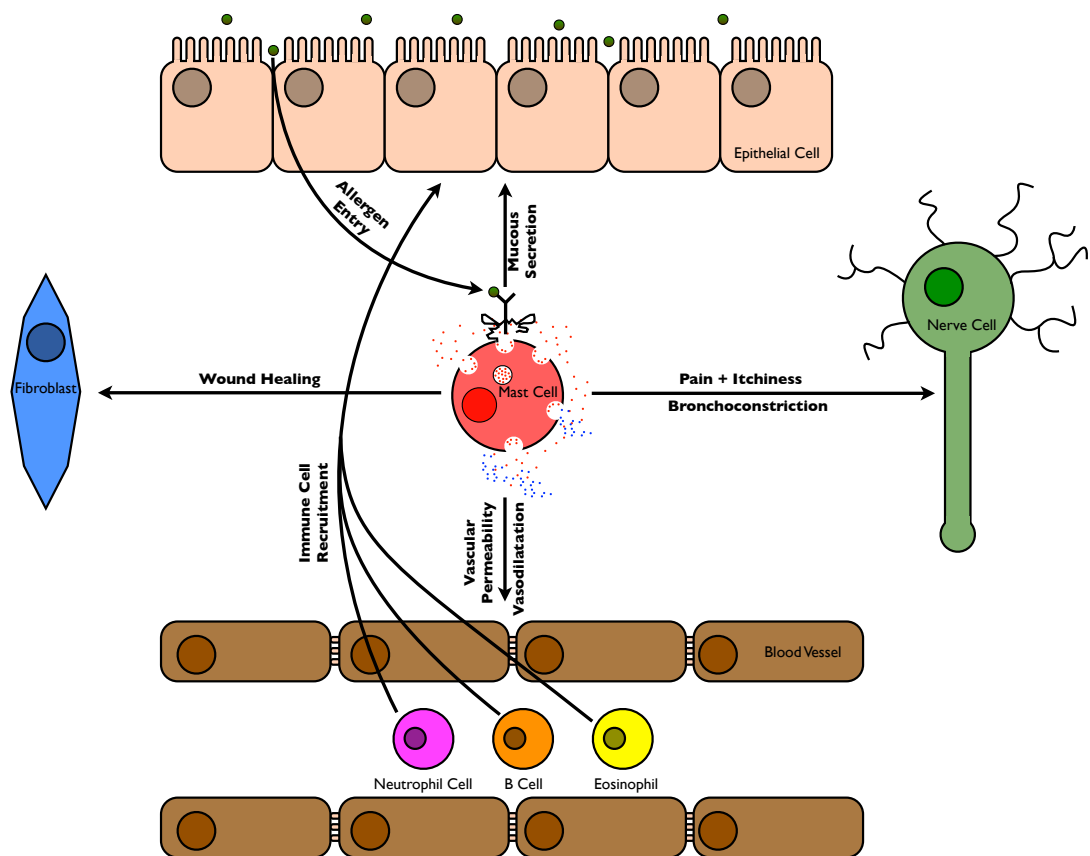 Epithelial Cell
Allergen
Entry
Mucous
Secretion
Nerve Cell
Fibroblast
Wound Healing
Mast Cell
Pain + Itchiness
Bronchoconstriction
Immune Cell
Recruitment
Vascular
Permeability
Vasodilatation
Blood Vessel
Neutrophil Cell
B Cell
Eosinophil